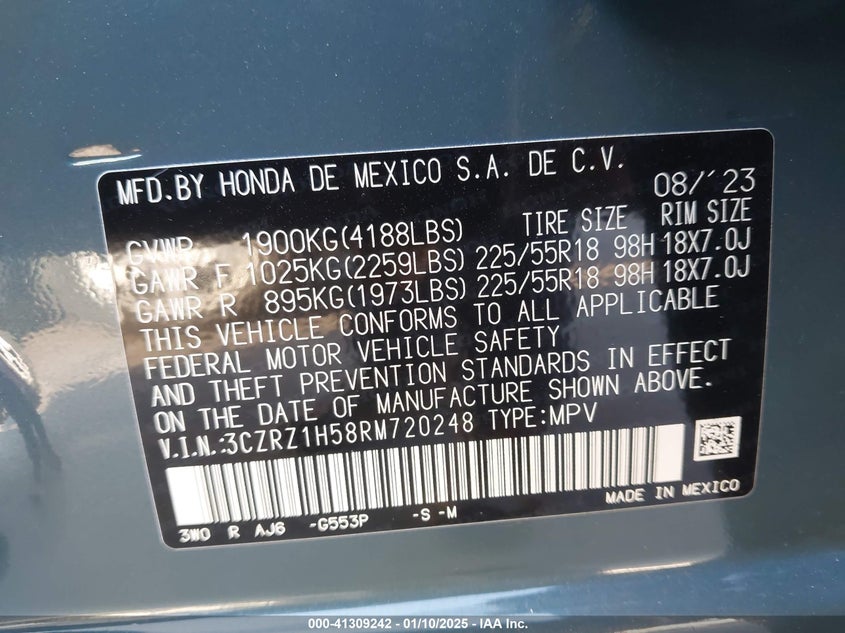 MFD.BY HONDA DE MEXICO S.A. DE C.V. 08/´23
GVWR 1900KG(4188LBS) TIRE SIZE RIM SIZE
GAWR F 1025KG(2259LBS) 225/55R18 98H 18X7.0J
GAWR R 895KG(1973LBS) 225/55R18 98H 18X7.0J
THIS VEHICLE CONFORMS TO ALL APPLICABLE
FEDERAL MOTOR VEHICLE SAFETY
AND THEFT PREVENTION STANDARDS IN EFFECT
ON THE DATE OF MANUFACTURE SHOWN ABOVE.
V.I.N.:3CZRZ1H58RM720248 TYPE:MPV
MADE IN MEXICO
3WO R AJ6 -G553P -S -M
000-41309242 — 01/10/2025 — IAA Inc.